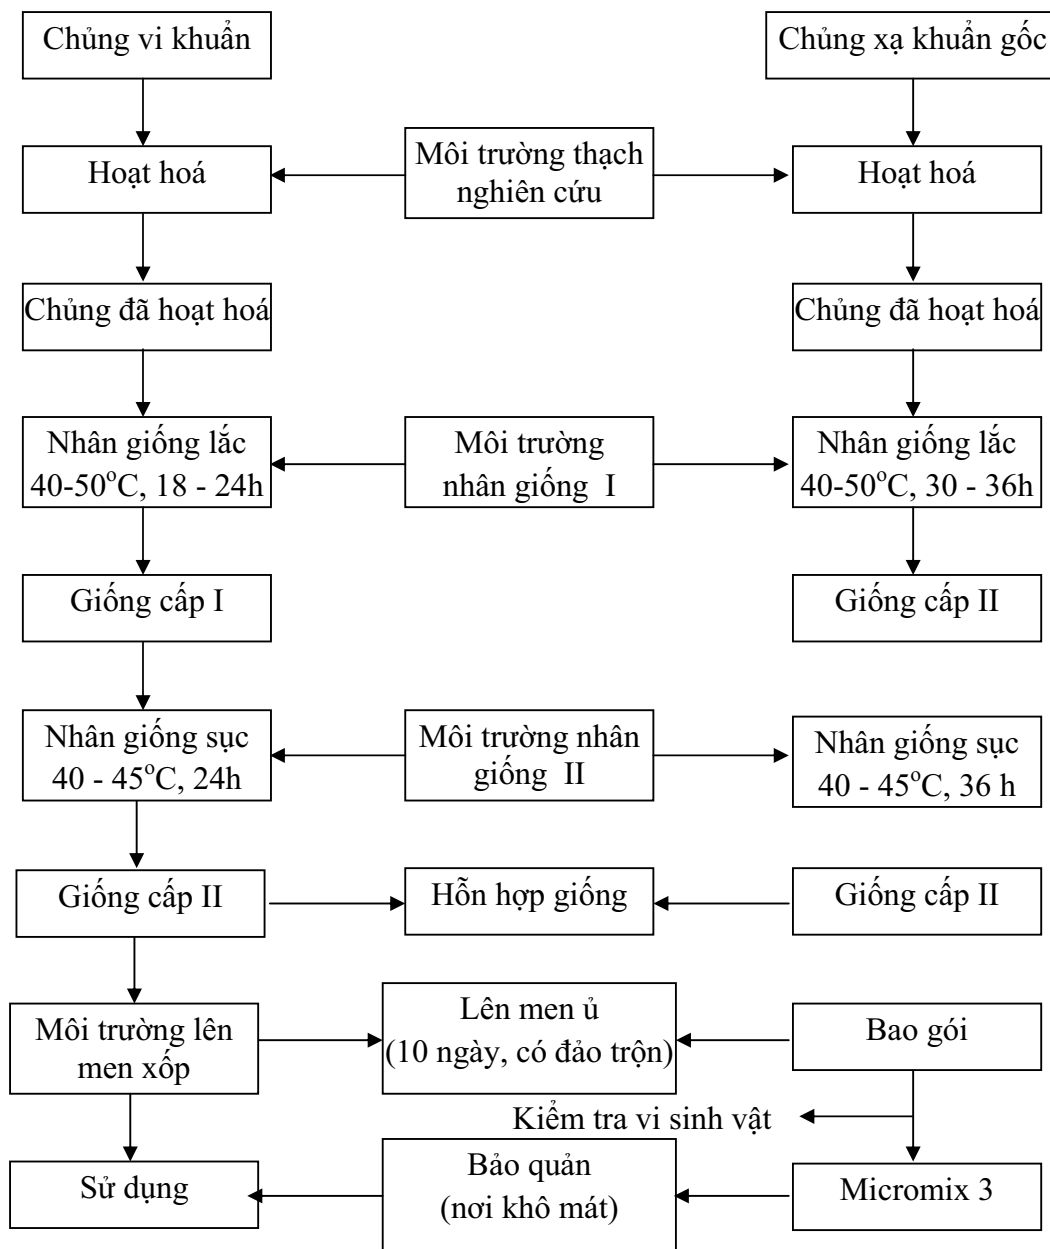 Chủng vi khuẩn
Chủng xạ khuẩn gốc
Hoạt hoá
Môi trường thạch
nghiên cứu
Hoạt hoá
Chủng đã hoạt hoá
Chủng đã hoạt hoá
Nhân giống lắc
40-50°C, 18 - 24h
Môi trường
nhân giống I
Nhân giống lắc
40-50°C, 30 - 36h
Giống cấp I
Giống cấp II
Nhân giống sục
40 - 45°C, 24h
Môi trường nhân
giống II
Nhân giống sục
40 - 45°C, 36 h
Giống cấp II
Hỗn hợp giống
Giống cấp II
Môi trường lên
men xốp
Lên men ủ
(10 ngày, có đảo trộn)
Bao gói
Kiểm tra vi sinh vật
Sử dụng
Bảo quản
(nơi khô mát)
Micromix 3